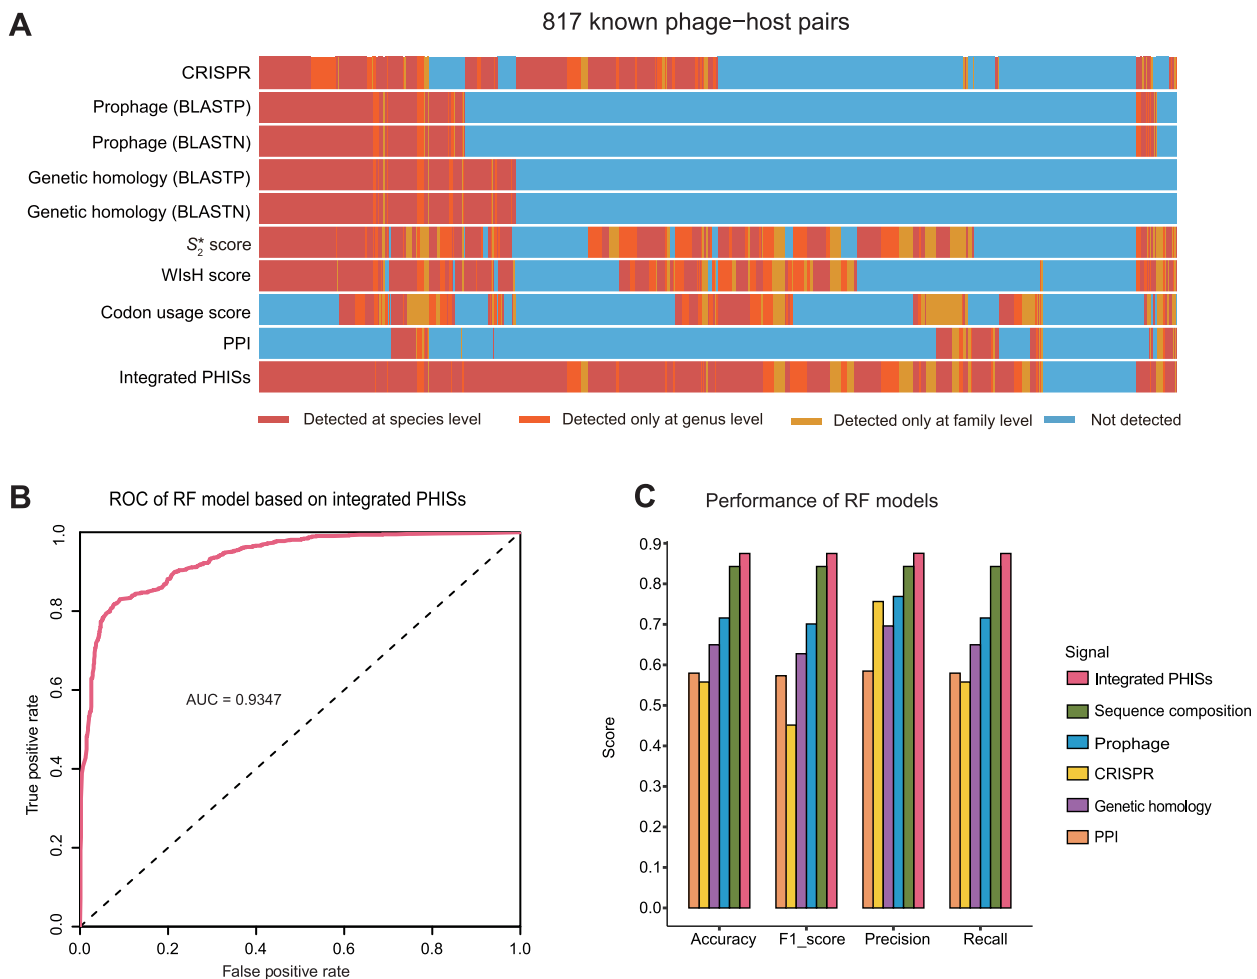 A
817 known phage−host pairs
CRISPR
Prophage (BLASTP)
Prophage (BLASTN)
Genetic homology (BLASTP)
Genetic homology (BLASTN)
S₂* score
WIsH score
Codon usage score
PPI
Integrated PHISs
Detected at species level
Detected only at genus level
Detected only at family level
Not detected
B
ROC of RF model based on integrated PHISs
True positive rate
1.0
0.8
0.6
0.4
0.2
0.0
AUC = 0.9347
0.0 0.2 0.4 0.6 0.8 1.0
False positive rate
C
Performance of RF models
Score
0.9
0.8
0.7
0.6
0.5
0.4
0.3
0.2
0.1
0.0
Accuracy F1_score Precision Recall
Signal
Integrated PHISs
Sequence composition
Prophage
CRISPR
Genetic homology
PPI